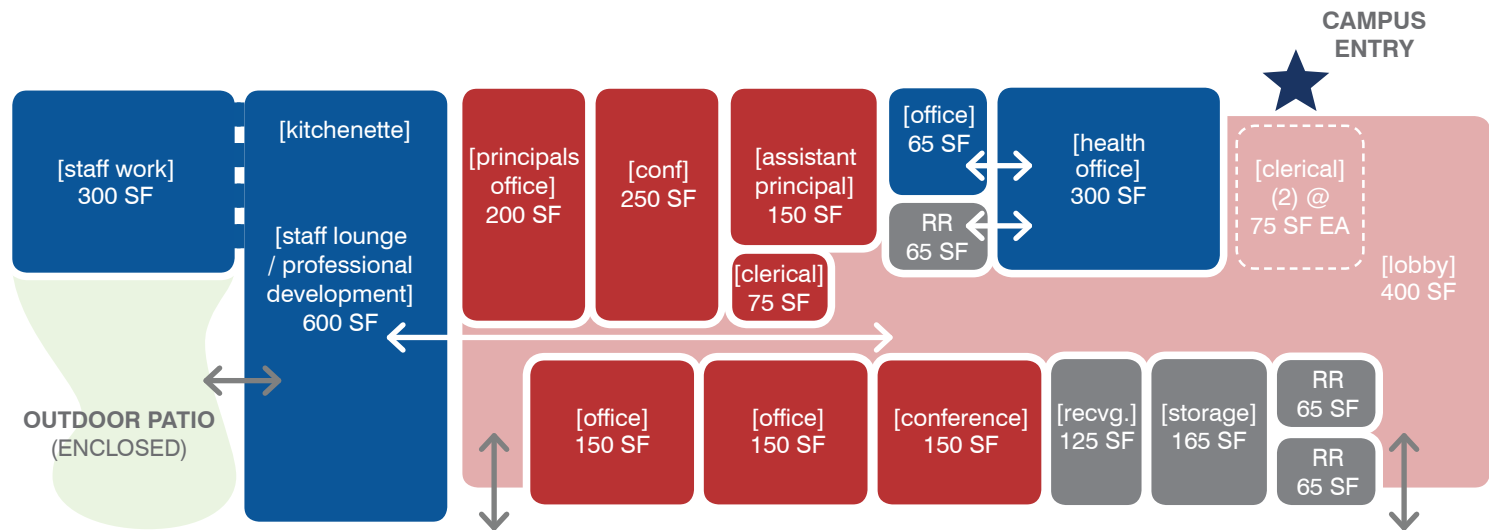 CAMPUS
ENTRY
[staff work]
300 SF
[kitchenette]
[staff lounge
/ professional
development]
600 SF
[principals
office]
200 SF
[conf]
250 SF
[assistant
principal]
150 SF
[clerical]
75 SF
[office]
65 SF
RR
65 SF
[health
office]
300 SF
[clerical]
(2) @
75 SF EA
[lobby]
400 SF
OUTDOOR PATIO
(ENCLOSED)
[office]
150 SF
[office]
150 SF
[conference]
150 SF
[recvg.]
125 SF
[storage]
165 SF
RR
65 SF
RR
65 SF